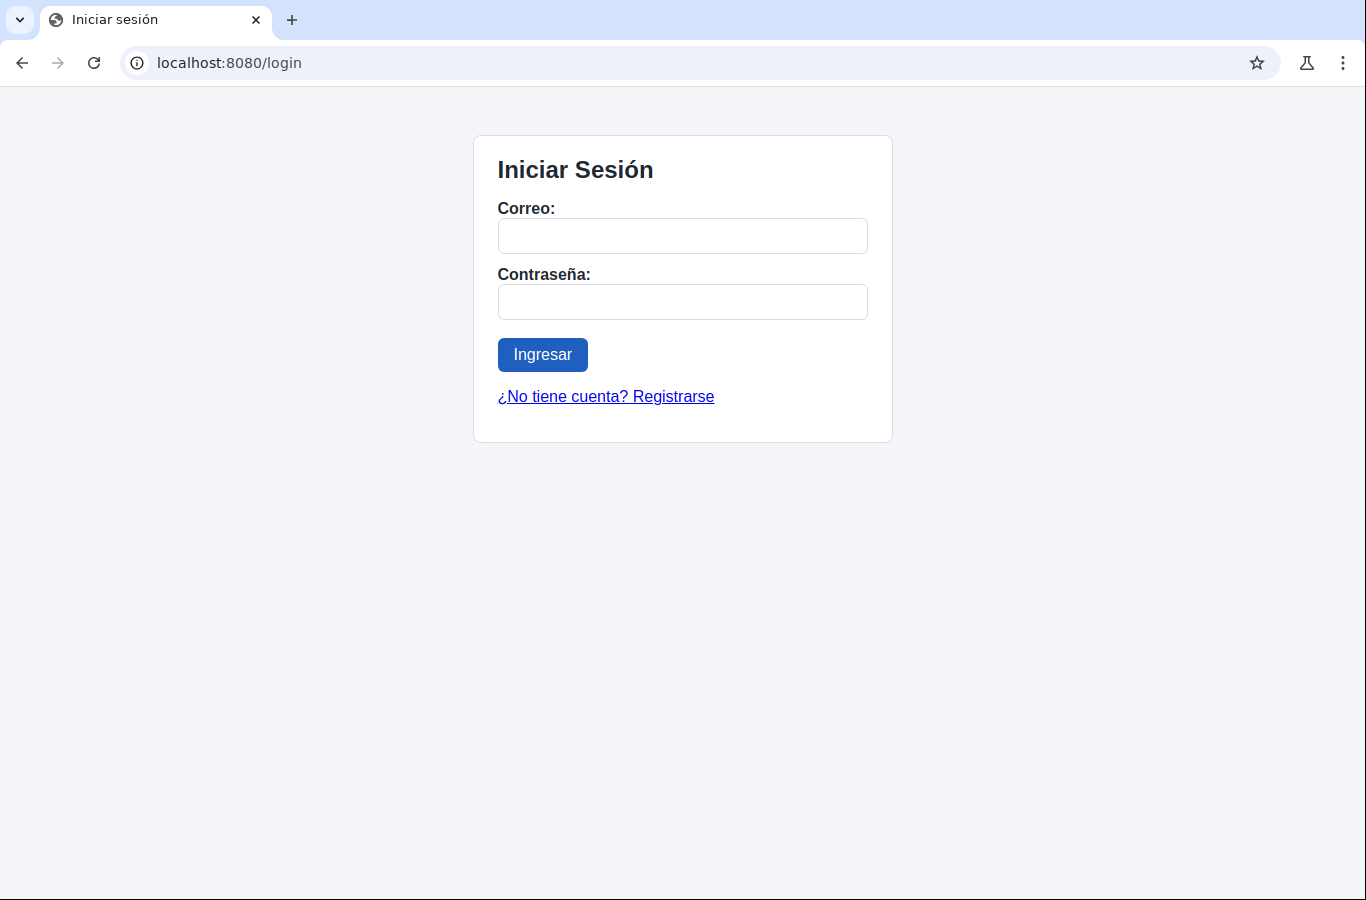 Iniciar sesión
localhost:8080/login
Iniciar Sesión
Correo:
Contraseña:
Ingresar
¿No tiene cuenta? Registrarse